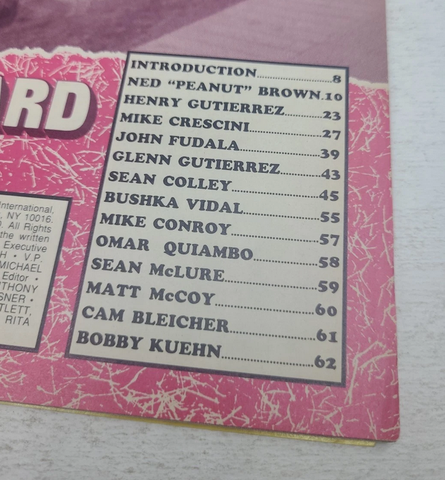 ARD
INTRODUCTION..........8
NED "PEANUT" BROWN.10
HENRY GUTIERREZ..........23
MIKE CRESCINI..........27
JOHN FUDALA..........39
GLENN GUTIERREZ..........43
SEAN COLLEY..........45
BUSHKA VIDAL..........55
MIKE CONROY..........57
OMAR QUIAMBO..........58
SEAN McLURE..........59
MATT McCOY..........60
CAM BLEICHER..........61
BOBBY KUEHN..........62
International,
NY 10016.
All Rights
the written
Executive
H • V.P.
MICHAEL
Editor •
THONY
SNER •
TLETT,
RITA